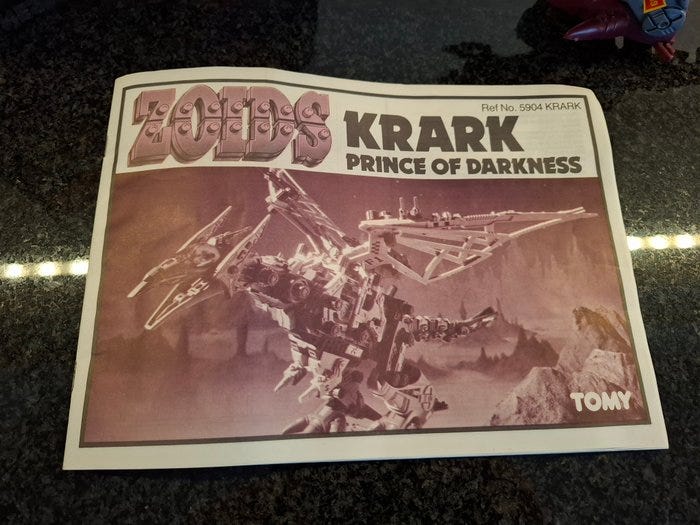 Ref No. 5904 KRARK
ZOIDS
KRARK
PRINCE OF DARKNESS
TOMY